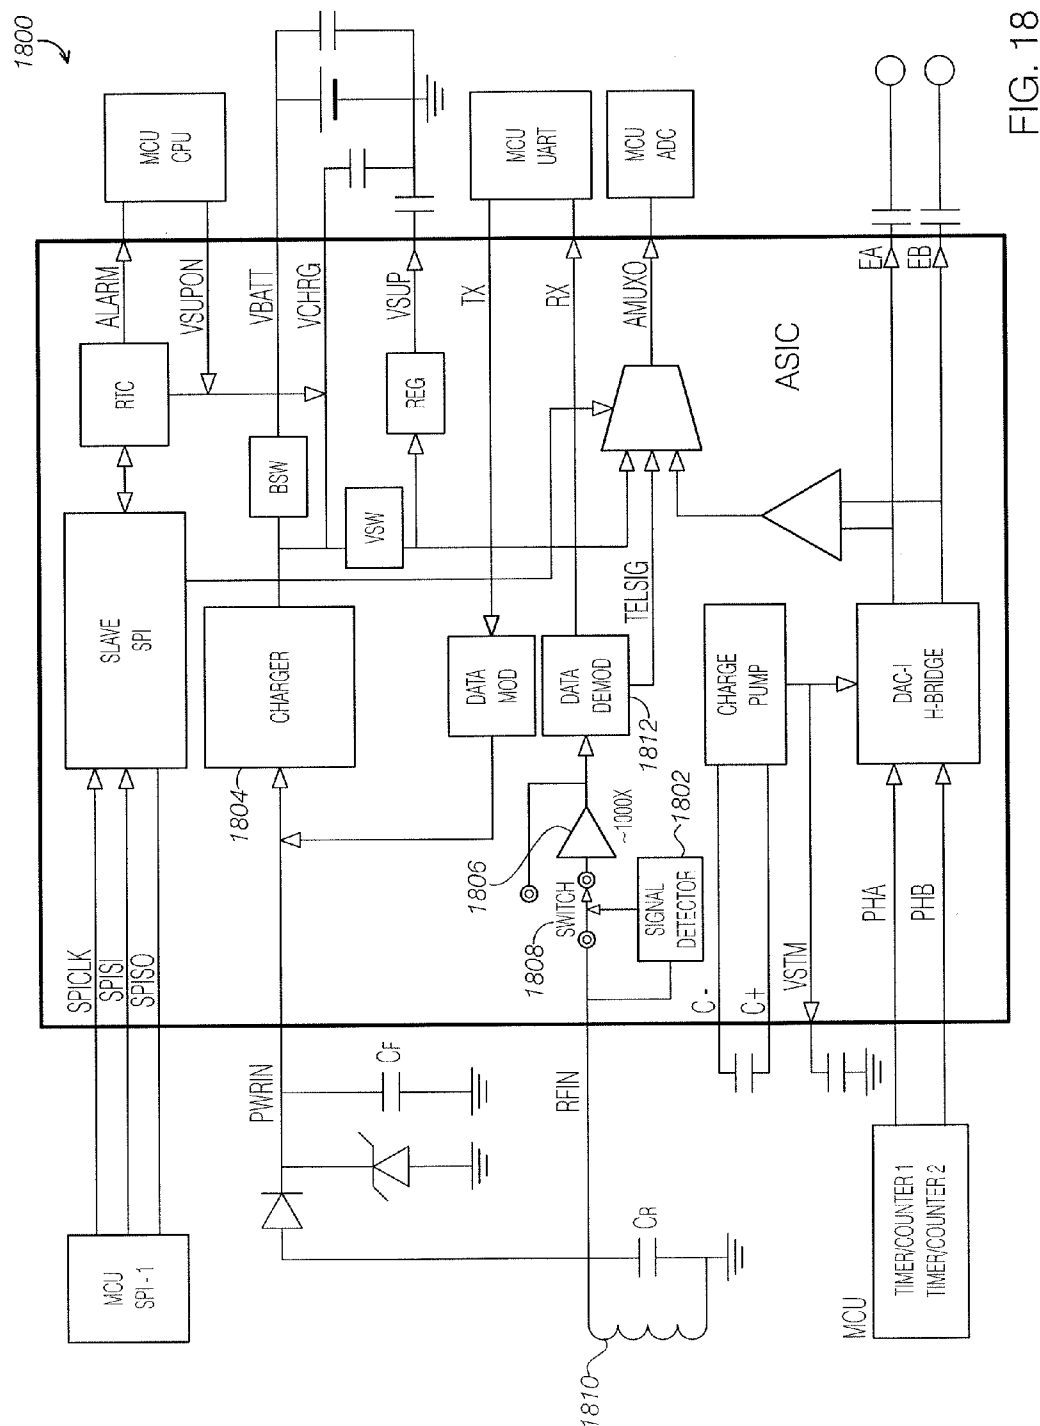 1800
MCU
CPU
MCU
UART
MCU
ADC
ALARM
VSUPON
VBATT
VCHRG
VSUP
TX
RX
AMUXO
EA
EB
RTC
BSW
VSW
REG
ASIC
SLAVE
SPI
CHARGER
1804
DATA
MOD
DATA
DEMOD
1812
TELSIG
CHARGE
PUMP
DAC-I
H-BRIDGE
1806
~1000X
SWITCH
1808
SIGNAL
DETECTOR
1802
SPICLK
SPISI
SPISO
PWRIN
CF
RFIN
C-
C+
VSTM
PHA
PHB
MCU
SPI-1
CR
1810
MCU
TIMER/COUNTER 1
TIMER/COUNTER 2
FIG. 18